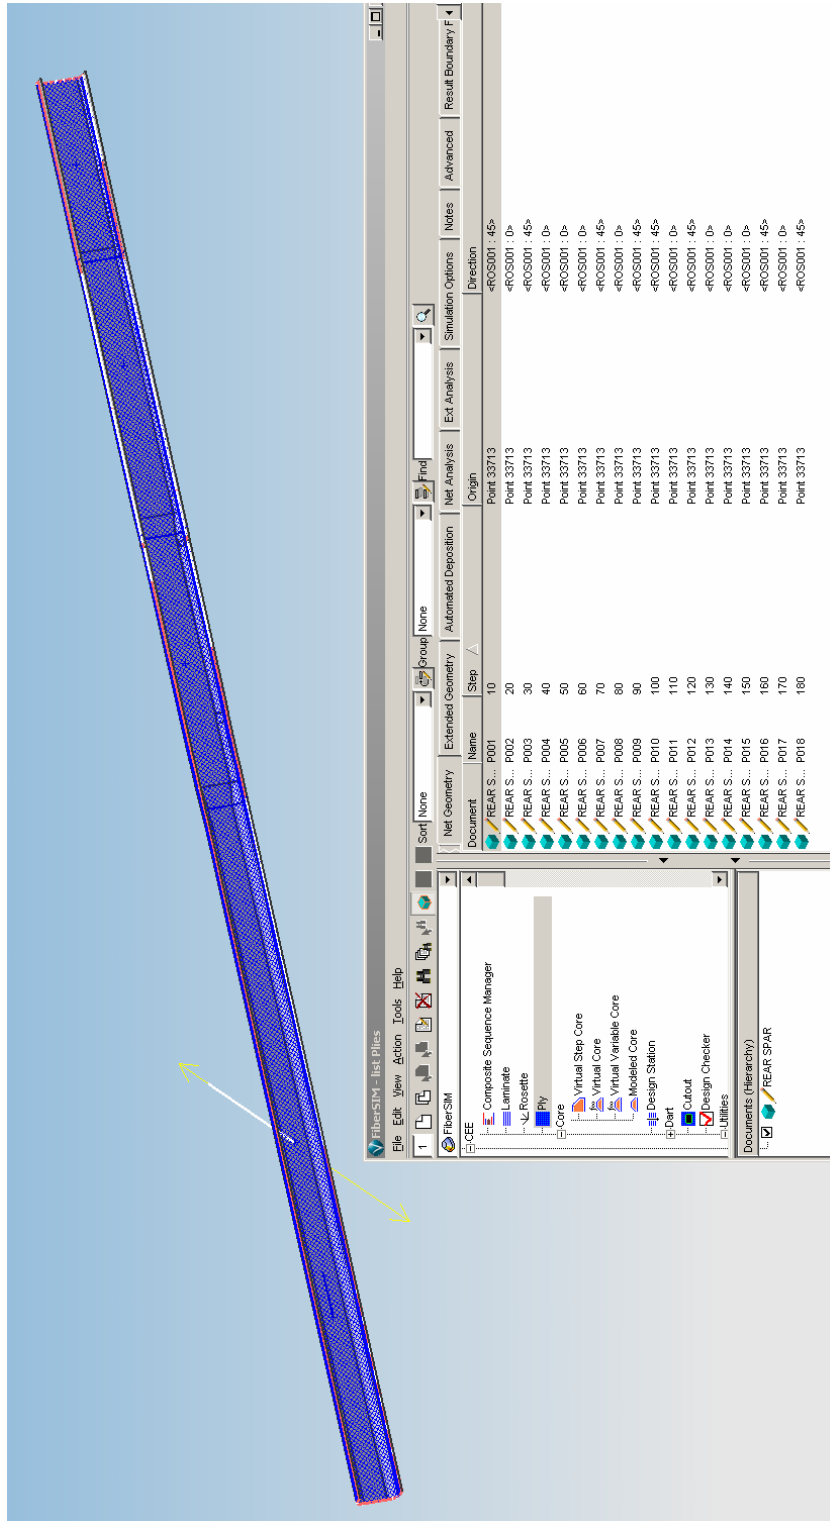 FiberSIM - list Plies
File Edit View Action Tools Help
1 Sort None Group None Find
FiberSIM
CEE
Composite Sequence Manager
Laminate
Rosette
Ply
Core
Virtual Step Core
Virtual Core
Virtual Variable Core
Modeled Core
Design Station
Dart
Cutout
Design Checker
Utilities
Documents (Hierarchy)
REAR SPAR
Net Geometry Extended Geometry Automated Deposition Net Analysis Ext Analysis Simulation Options Notes Advanced Result Boundary F
Document Name Step Origin Direction
REAR S... P001 10 Point 33713 <ROS001 : 45>
REAR S... P002 20 Point 33713 <ROS001 : 0>
REAR S... P003 30 Point 33713 <ROS001 : 45>
REAR S... P004 40 Point 33713 <ROS001 : 0>
REAR S... P005 50 Point 33713 <ROS001 : 0>
REAR S... P006 60 Point 33713 <ROS001 : 0>
REAR S... P007 70 Point 33713 <ROS001 : 45>
REAR S... P008 80 Point 33713 <ROS001 : 0>
REAR S... P009 90 Point 33713 <ROS001 : 45>
REAR S... P010 100 Point 33713 <ROS001 : 45>
REAR S... P011 110 Point 33713 <ROS001 : 0>
REAR S... P012 120 Point 33713 <ROS001 : 45>
REAR S... P013 130 Point 33713 <ROS001 : 0>
REAR S... P014 140 Point 33713 <ROS001 : 0>
REAR S... P015 150 Point 33713 <ROS001 : 0>
REAR S... P016 160 Point 33713 <ROS001 : 45>
REAR S... P017 170 Point 33713 <ROS001 : 0>
REAR S... P018 180 Point 33713 <ROS001 : 45>